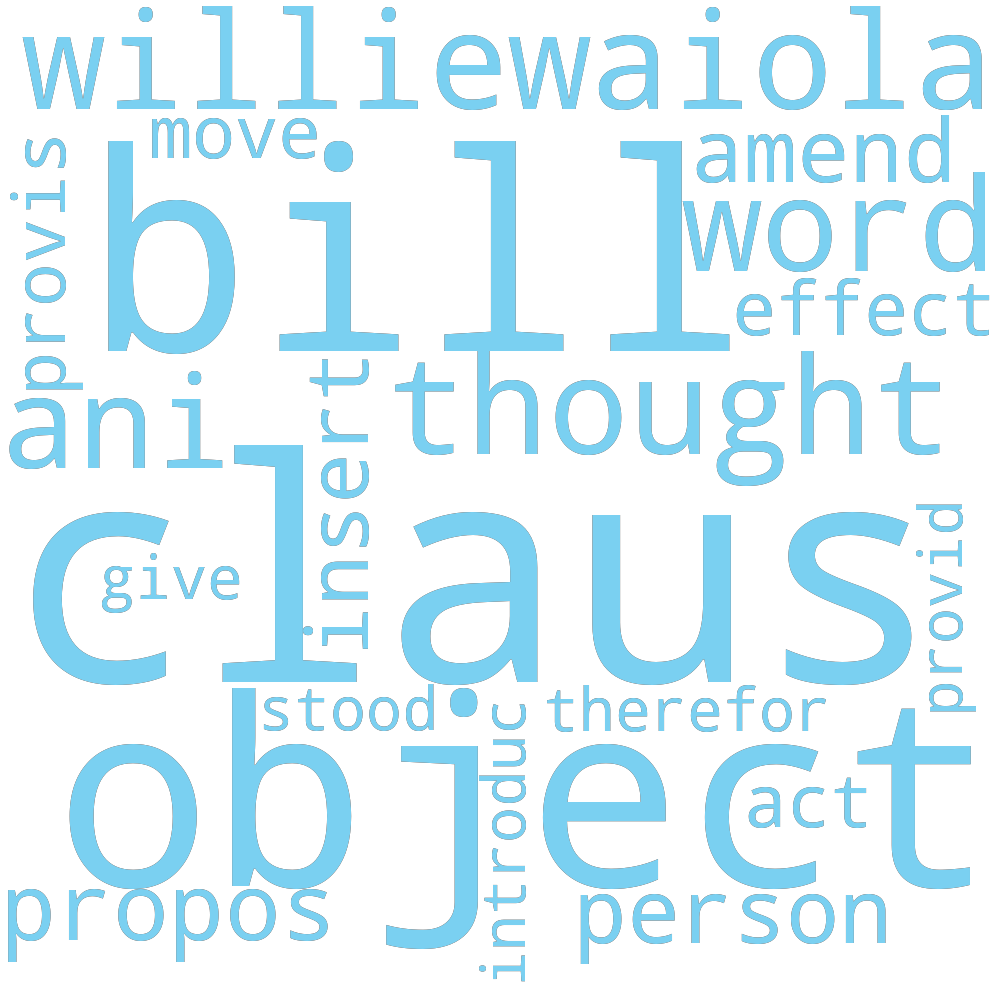 williewaiola
move
amend
provis
bill
word
effect
ani
insert
thought
claus
give
provid
stood
therefor
object
introduc
act
propos
person